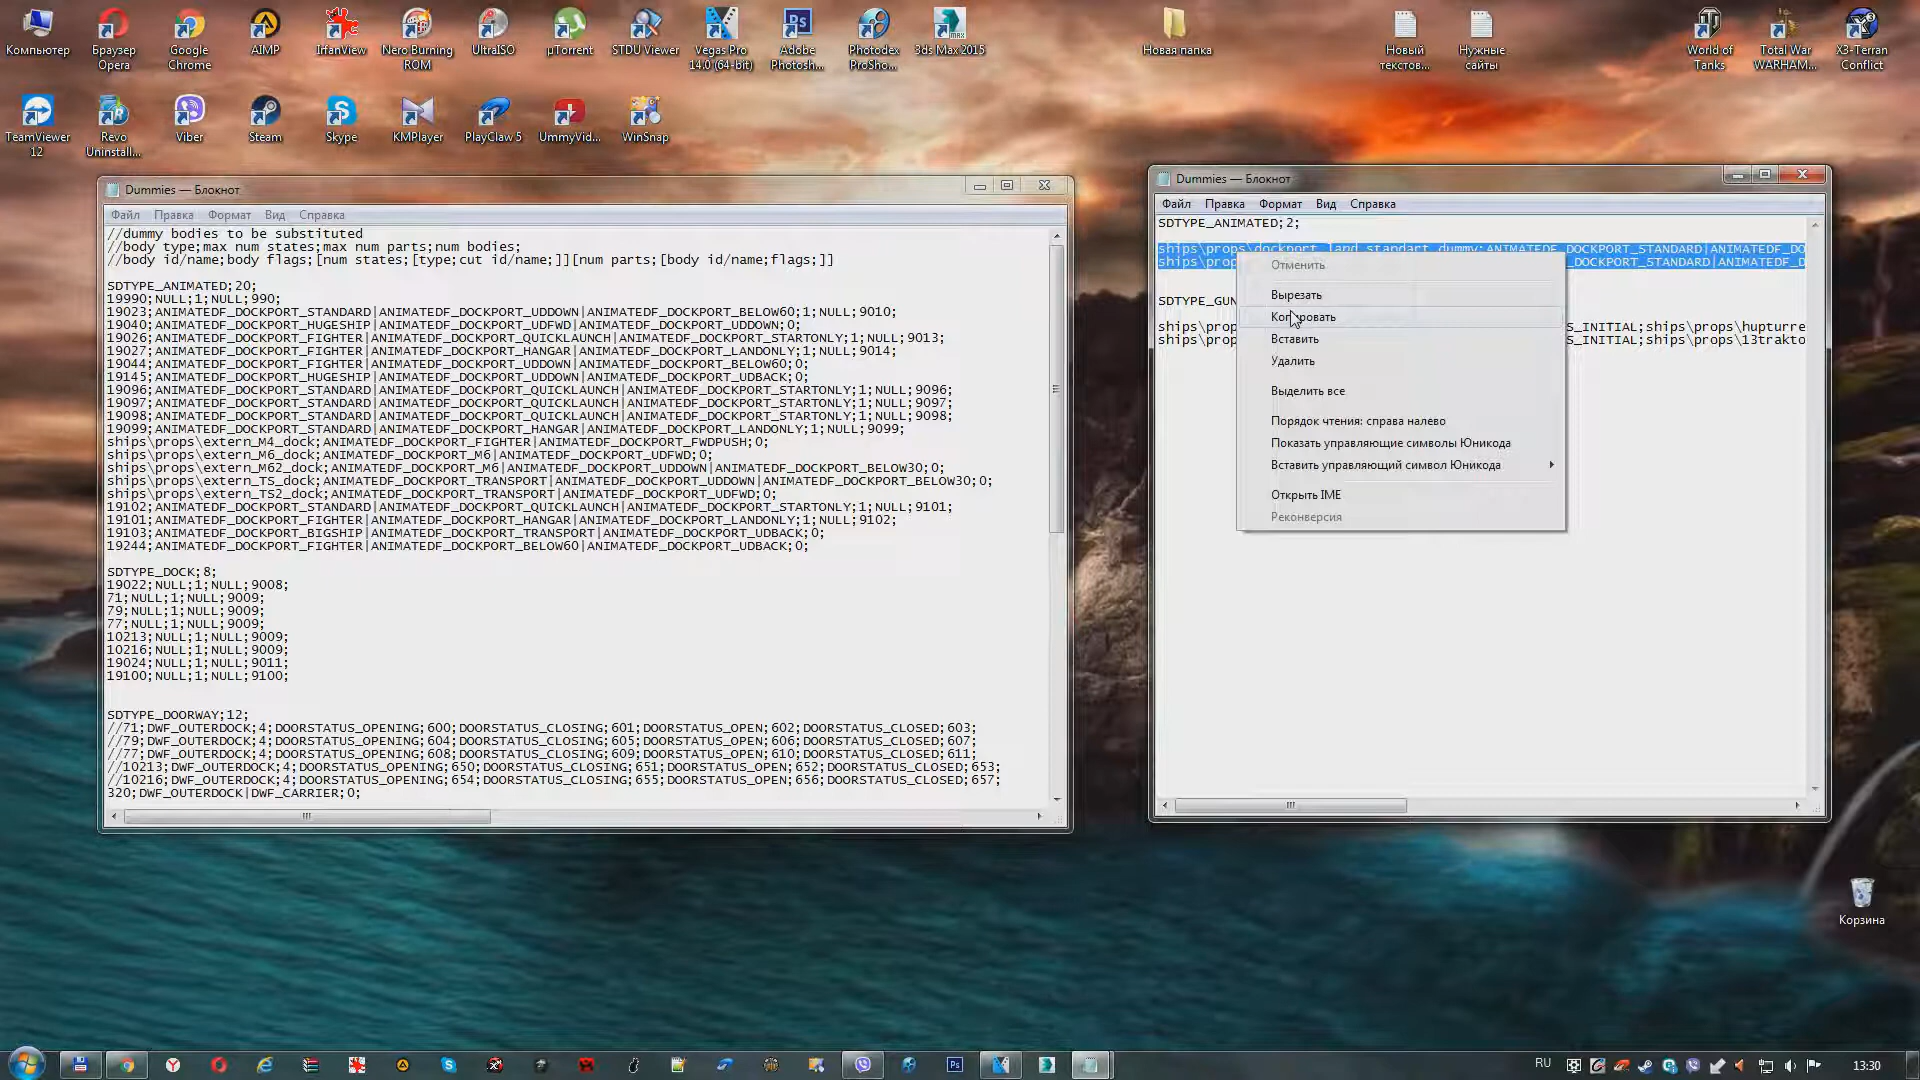 Компьютер
Браузер Opera
Google Chrome
AIMP
IrfanView
Nero Burning ROM
UltraISO
µTorrent
STDU Viewer
Vegas Pro 14.0 (64-bit)
Adobe Photosh...
Photodex ProSho...
3ds Max 2015
Новая папка
Новый текстов...
Нужные сайты
World of Tanks
Total War WARHAM...
X3-Terran Conflict
TeamViewer 12
Revo Uninstall...
Viber
Steam
Skype
KMPlayer
PlayClaw 5
UmmyVid...
WinSnap
Dummies — Блокнот
Файл Правка Формат Вид Справка
//dummy bodies to be substituted
//body type;max num states;max num parts;num bodies;
//body id/name;body flags;[num states;[type;cut id/name;]][num parts;[body id/name;flags;]]
SDTYPE_ANIMATED;20;
19990;NULL;1;NULL;990;
19023;ANIMATEDF_DOCKPORT_STANDARD|ANIMATEDF_DOCKPORT_UDDOWN|ANIMATEDF_DOCKPORT_BELOW60;1;NULL;9010;
19040;ANIMATEDF_DOCKPORT_HUGESHIP|ANIMATEDF_DOCKPORT_UDFWD|ANIMATEDF_DOCKPORT_UDDOWN;0;
19026;ANIMATEDF_DOCKPORT_FIGHTER|ANIMATEDF_DOCKPORT_QUICKLAUNCH|ANIMATEDF_DOCKPORT_STARTONLY;1;NULL;9013;
19027;ANIMATEDF_DOCKPORT_FIGHTER|ANIMATEDF_DOCKPORT_HANGAR|ANIMATEDF_DOCKPORT_LANDONLY;1;NULL;9014;
19044;ANIMATEDF_DOCKPORT_FIGHTER|ANIMATEDF_DOCKPORT_UDDOWN|ANIMATEDF_DOCKPORT_BELOW60;0;
19145;ANIMATEDF_DOCKPORT_HUGESHIP|ANIMATEDF_DOCKPORT_UDDOWN|ANIMATEDF_DOCKPORT_UDBACK;0;
19096;ANIMATEDF_DOCKPORT_STANDARD|ANIMATEDF_DOCKPORT_QUICKLAUNCH|ANIMATEDF_DOCKPORT_STARTONLY;1;NULL;9096;
19097;ANIMATEDF_DOCKPORT_STANDARD|ANIMATEDF_DOCKPORT_QUICKLAUNCH|ANIMATEDF_DOCKPORT_STARTONLY;1;NULL;9097;
19098;ANIMATEDF_DOCKPORT_STANDARD|ANIMATEDF_DOCKPORT_QUICKLAUNCH|ANIMATEDF_DOCKPORT_STARTONLY;1;NULL;9098;
19099;ANIMATEDF_DOCKPORT_STANDARD|ANIMATEDF_DOCKPORT_HANGAR|ANIMATEDF_DOCKPORT_LANDONLY;1;NULL;9099;
ships\props\extern_M4_dock;ANIMATEDF_DOCKPORT_FIGHTER|ANIMATEDF_DOCKPORT_FWDPUSH;0;
ships\props\extern_M6_dock;ANIMATEDF_DOCKPORT_M6|ANIMATEDF_DOCKPORT_UDFWD;0;
ships\props\extern_M62_dock;ANIMATEDF_DOCKPORT_M6|ANIMATEDF_DOCKPORT_UDDOWN|ANIMATEDF_DOCKPORT_BELOW30;0;
ships\props\extern_TS_dock;ANIMATEDF_DOCKPORT_TRANSPORT|ANIMATEDF_DOCKPORT_UDDOWN|ANIMATEDF_DOCKPORT_BELOW30;0;
ships\props\extern_TS2_dock;ANIMATEDF_DOCKPORT_TRANSPORT|ANIMATEDF_DOCKPORT_UDFWD;0;
19102;ANIMATEDF_DOCKPORT_STANDARD|ANIMATEDF_DOCKPORT_QUICKLAUNCH|ANIMATEDF_DOCKPORT_STARTONLY;1;NULL;9101;
19101;ANIMATEDF_DOCKPORT_FIGHTER|ANIMATEDF_DOCKPORT_HANGAR|ANIMATEDF_DOCKPORT_LANDONLY;1;NULL;9102;
19103;ANIMATEDF_DOCKPORT_BIGSHIP|ANIMATEDF_DOCKPORT_TRANSPORT|ANIMATEDF_DOCKPORT_UDBACK;0;
19244;ANIMATEDF_DOCKPORT_FIGHTER|ANIMATEDF_DOCKPORT_BELOW60|ANIMATEDF_DOCKPORT_UDBACK;0;
SDTYPE_DOCK;8;
19022;NULL;1;NULL;9008;
71;NULL;1;NULL;9009;
79;NULL;1;NULL;9009;
77;NULL;1;NULL;9009;
10213;NULL;1;NULL;9009;
10216;NULL;1;NULL;9009;
19024;NULL;1;NULL;9011;
19100;NULL;1;NULL;9100;
SDTYPE_DOORWAY;12;
//71;DWF_OUTERDOCK;4;DOORSTATUS_OPENING;600;DOORSTATUS_CLOSING;601;DOORSTATUS_OPEN;602;DOORSTATUS_CLOSED;603;
//79;DWF_OUTERDOCK;4;DOORSTATUS_OPENING;604;DOORSTATUS_CLOSING;605;DOORSTATUS_OPEN;606;DOORSTATUS_CLOSED;607;
//77;DWF_OUTERDOCK;4;DOORSTATUS_OPENING;608;DOORSTATUS_CLOSING;609;DOORSTATUS_OPEN;610;DOORSTATUS_CLOSED;611;
//10213;DWF_OUTERDOCK;4;DOORSTATUS_OPENING;650;DOORSTATUS_CLOSING;651;DOORSTATUS_OPEN;652;DOORSTATUS_CLOSED;653;
//10216;DWF_OUTERDOCK;4;DOORSTATUS_OPENING;654;DOORSTATUS_CLOSING;655;DOORSTATUS_OPEN;656;DOORSTATUS_CLOSED;657;
320;DWF_OUTERDOCK|DWF_CARRIER;0;
Dummies — Блокнот
Файл Правка Формат Вид Справка
SDTYPE_ANIMATED;2;
ships\props\dockport_land_standart_dummy;ANIMATEDF_DOCKPORT_STANDARD|ANIMATEDF_DO
ships\prop DOCKPORT_STANDARD|ANIMATEDF_DO
SDTYPE_GUN
ships\prop S_INITIAL;ships\props\hupturre
ships\prop S_INITIAL;ships\props\13trakto
Отменить
Вырезать
Копировать
Вставить
Удалить
Выделить все
Порядок чтения: справа налево
Показать управляющие символы Юникода
Вставить управляющий символ Юникода
Открыть IME
Реконверсия
Корзина
RU
13:30